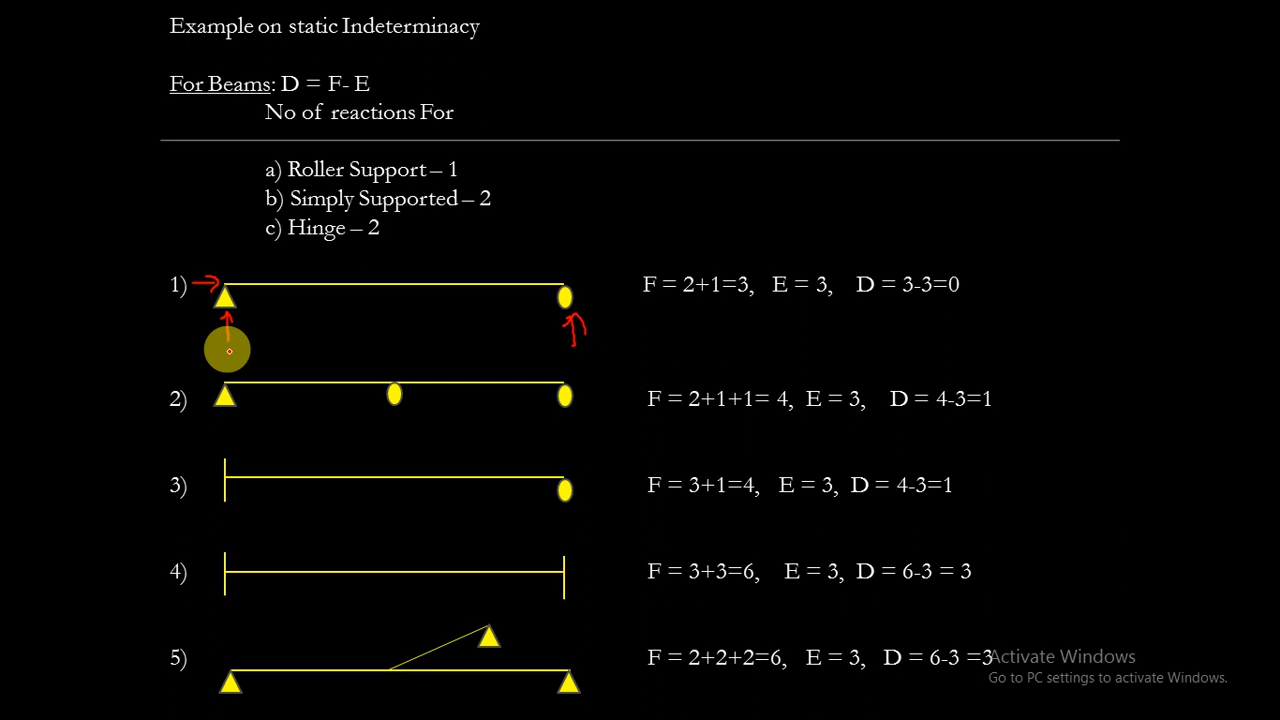 Example on static Indeterminacy
For Beams: D = F- E
No of reactions For
a) Roller Support – 1
b) Simply Supported – 2
c) Hinge – 2
1) F = 2+1=3, E = 3, D = 3-3=0
2) F = 2+1+1= 4, E = 3, D = 4-3=1
3) F = 3+1=4, E = 3, D = 4-3=1
4) F = 3+3=6, E = 3, D = 6-3 = 3
5) F = 2+2+2=6, E = 3, D = 6-3 =3
Activate Windows
Go to PC settings to activate Windows.